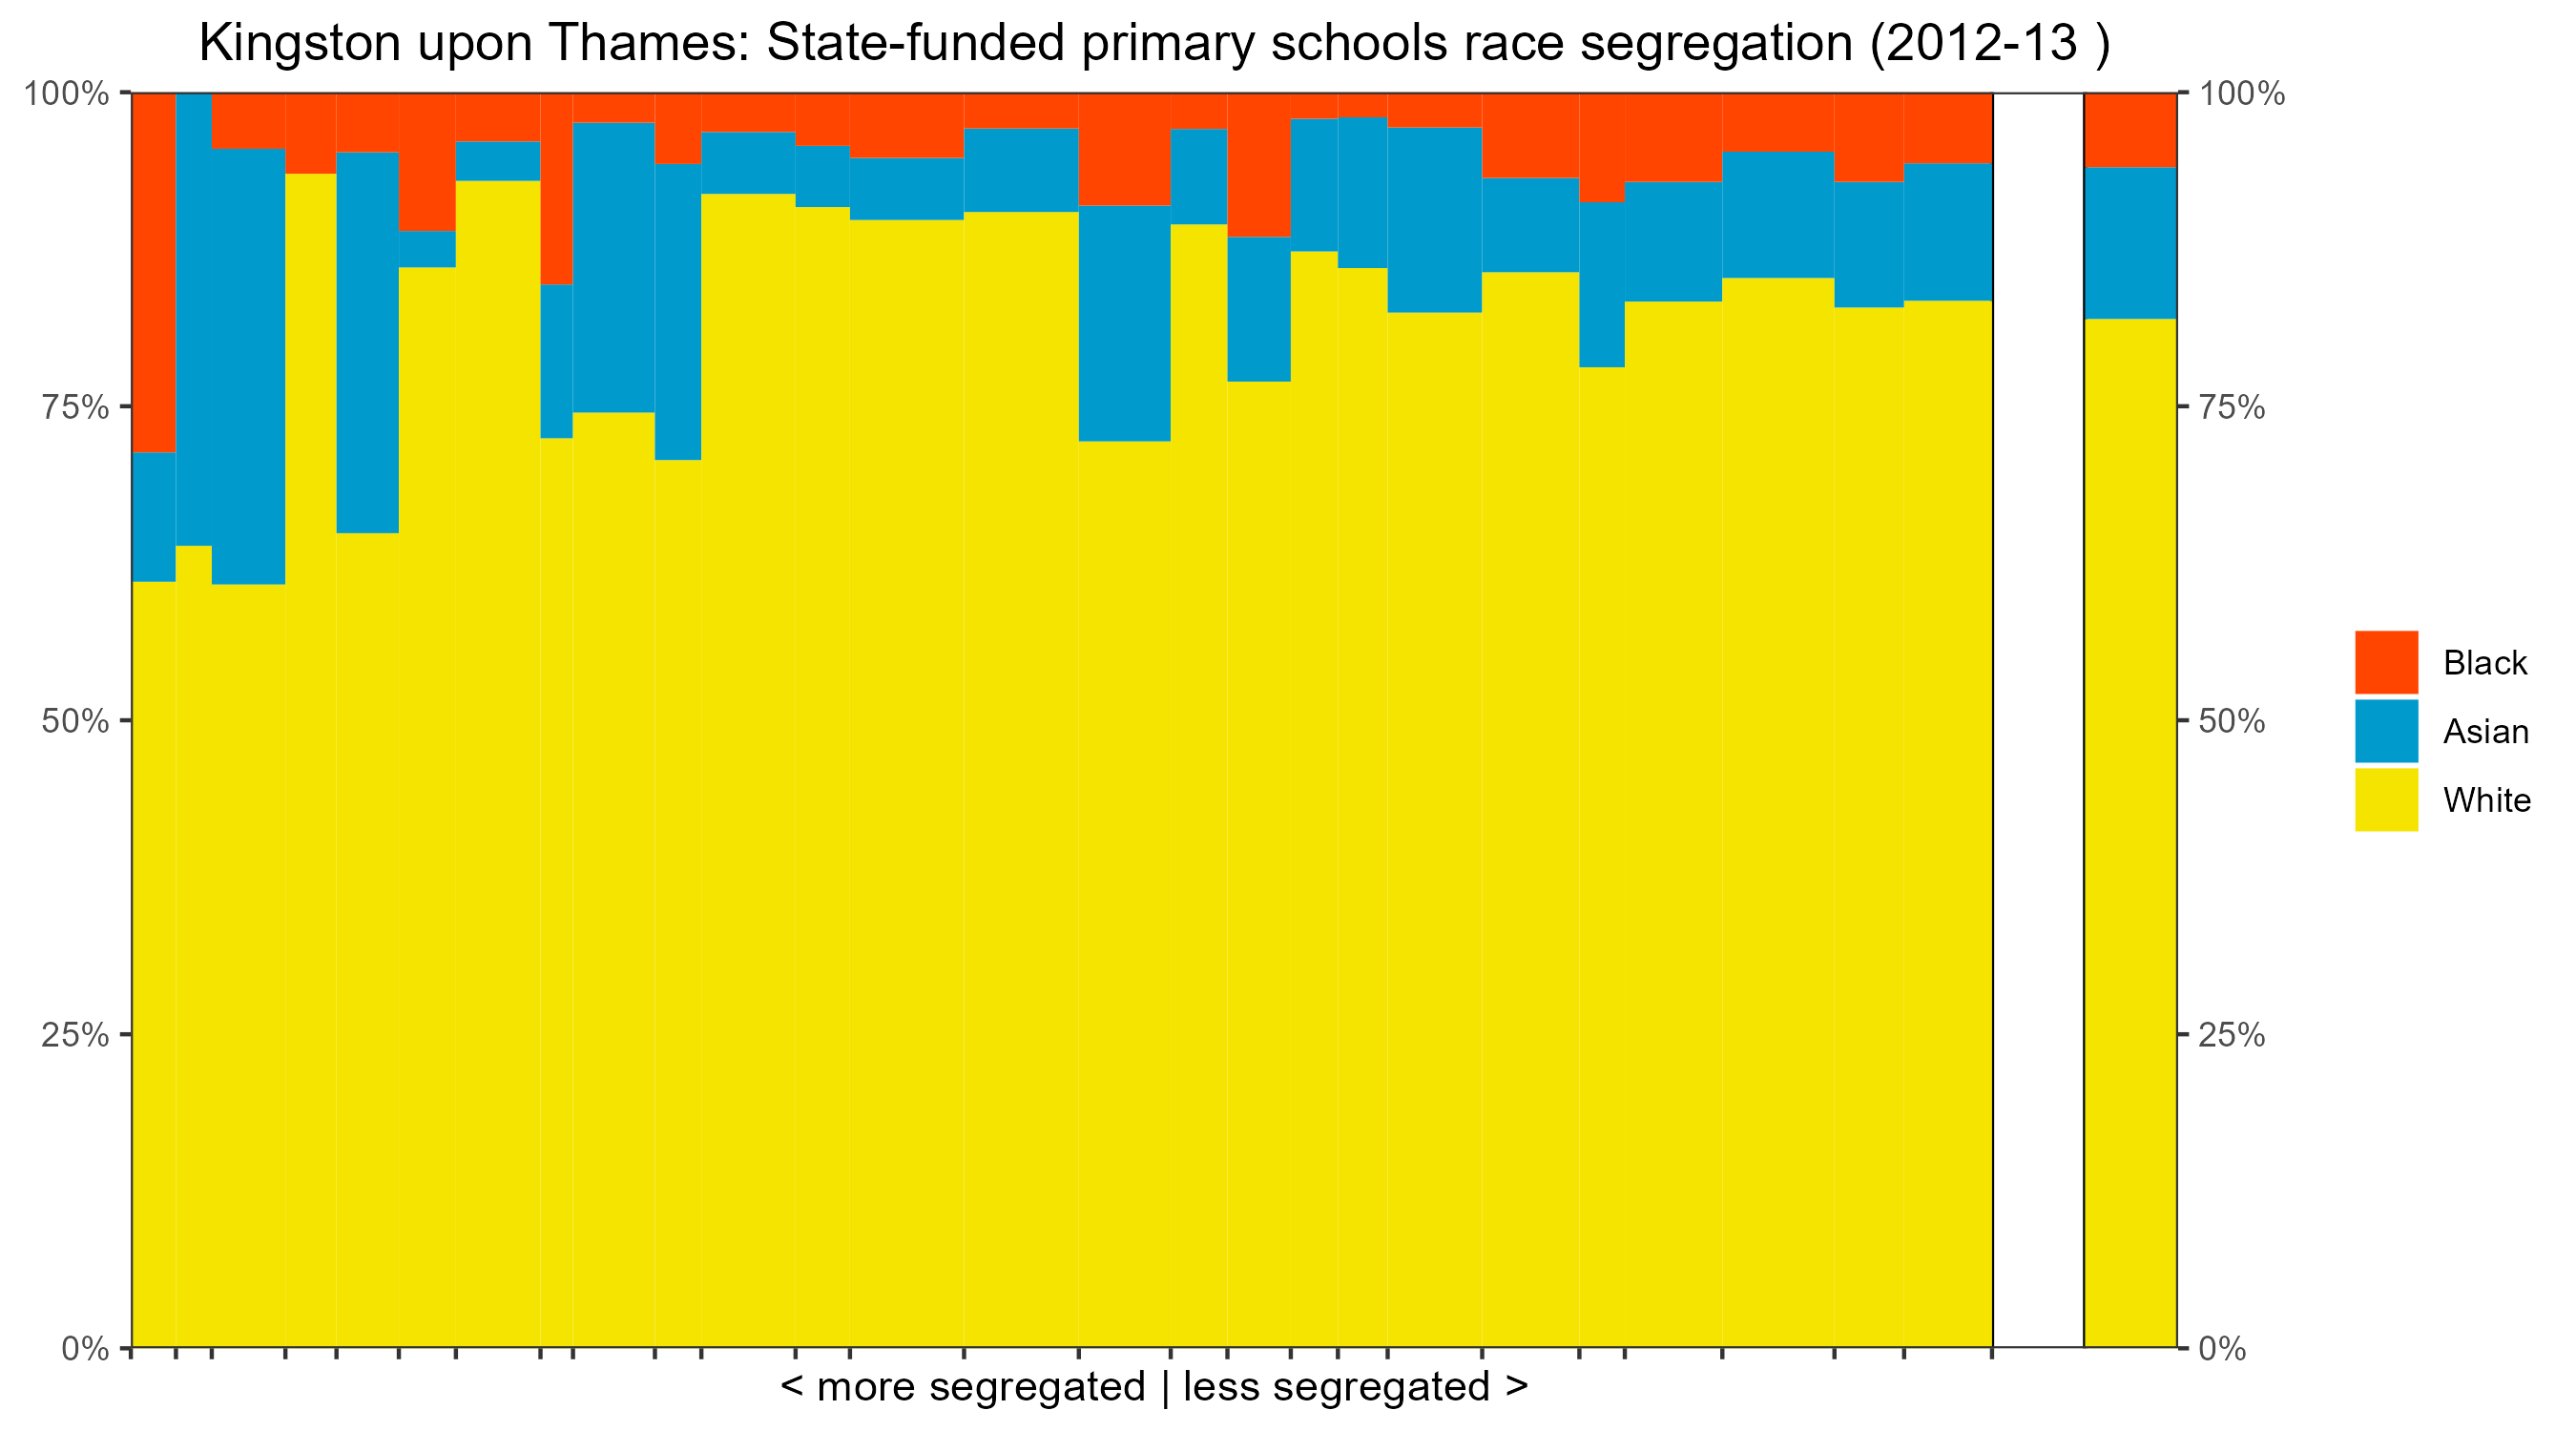 Kingston upon Thames: State-funded primary schools race segregation (2012-13 )
100%
75%
50%
25%
0%
100%
75%
50%
25%
0%
Black
Asian
White
< more segregated | less segregated >